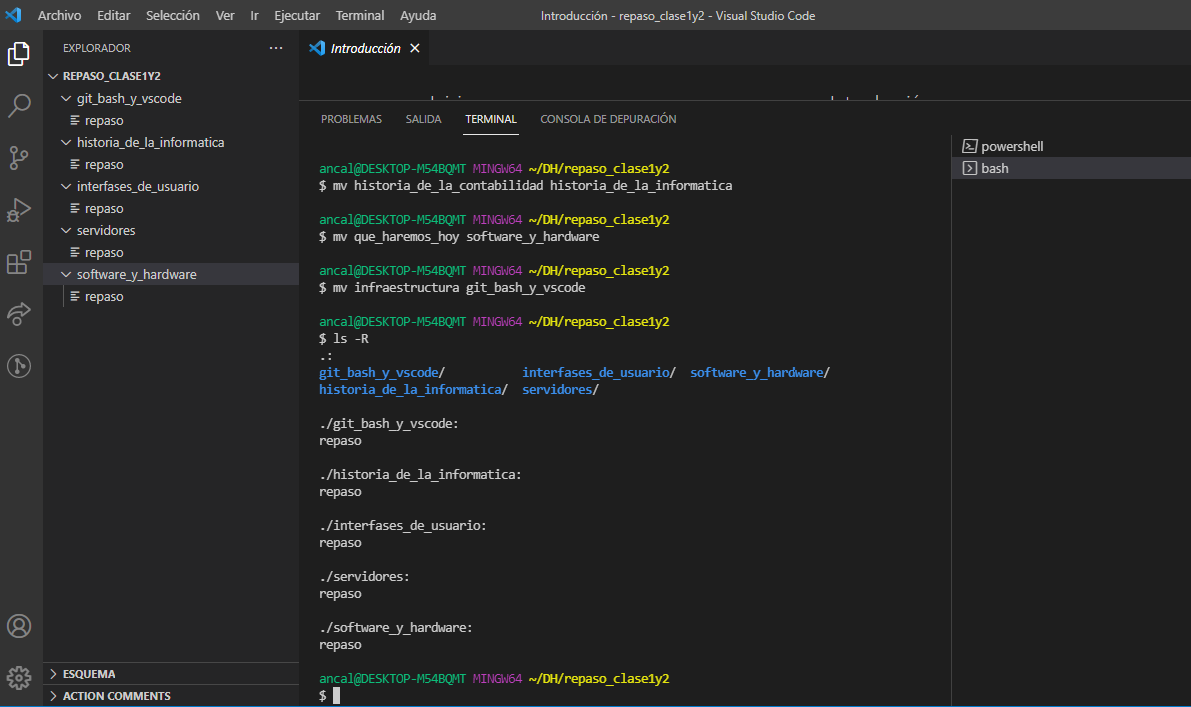 Archivo Editar Selección Ver Ir Ejecutar Terminal Ayuda
Introducción - repaso_clase1y2 - Visual Studio Code
EXPLORADOR ...
REPASO_CLASE1Y2
git_bash_y_vscode
repaso
historia_de_la_informatica
repaso
interfases_de_usuario
repaso
servidores
repaso
software_y_hardware
repaso
ESQUEMA
ACTION COMMENTS
Introducción
PROBLEMAS SALIDA TERMINAL CONSOLA DE DEPURACIÓN
ancal@DESKTOP-M54BQMT MINGW64 ~/DH/repaso_clase1y2
$ mv historia_de_la_contabilidad historia_de_la_informatica
ancal@DESKTOP-M54BQMT MINGW64 ~/DH/repaso_clase1y2
$ mv que_haremos_hoy software_y_hardware
ancal@DESKTOP-M54BQMT MINGW64 ~/DH/repaso_clase1y2
$ mv infraestructura git_bash_y_vscode
ancal@DESKTOP-M54BQMT MINGW64 ~/DH/repaso_clase1y2
$ ls -R
.:
git_bash_y_vscode/ interfases_de_usuario/ software_y_hardware/
historia_de_la_informatica/ servidores/
./git_bash_y_vscode:
repaso
./historia_de_la_informatica:
repaso
./interfases_de_usuario:
repaso
./servidores:
repaso
./software_y_hardware:
repaso
ancal@DESKTOP-M54BQMT MINGW64 ~/DH/repaso_clase1y2
$
powershell
bash